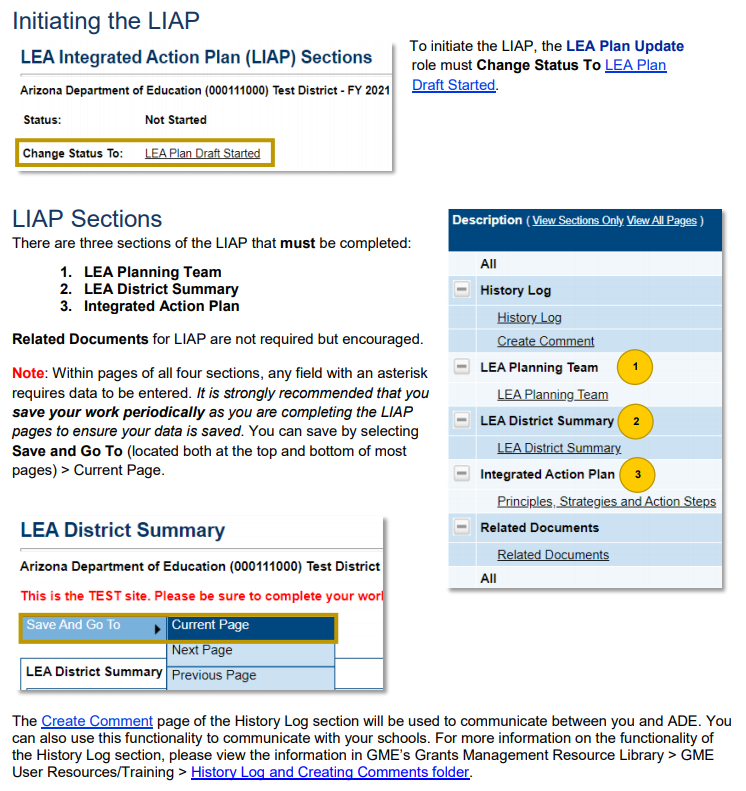 Initiating the LIAP
LEA Integrated Action Plan (LIAP) Sections
Arizona Department of Education (000111000) Test District - FY 2021
Status: Not Started
Change Status To: LEA Plan Draft Started
To initiate the LIAP, the LEA Plan Update
role must Change Status To LEA Plan
Draft Started.
LIAP Sections
There are three sections of the LIAP that must be completed:
1. LEA Planning Team
2. LEA District Summary
3. Integrated Action Plan
Related Documents for LIAP are not required but encouraged.
Note: Within pages of all four sections, any field with an asterisk
requires data to be entered. It is strongly recommended that you
save your work periodically as you are completing the LIAP
pages to ensure your data is saved. You can save by selecting
Save and Go To (located both at the top and bottom of most
pages) > Current Page.
Description ( View Sections Only View All Pages )
All
History Log
History Log
Create Comment
LEA Planning Team 1
LEA Planning Team
LEA District Summary 2
LEA District Summary
Integrated Action Plan 3
Principles, Strategies and Action Steps
Related Documents
Related Documents
All
LEA District Summary
Arizona Department of Education (000111000) Test District
This is the TEST site. Please be sure to complete your worl
Save And Go To Current Page
Next Page
LEA District Summary Previous Page
The Create Comment page of the History Log section will be used to communicate between you and ADE. You
can also use this functionality to communicate with your schools. For more information on the functionality of
the History Log section, please view the information in GME's Grants Management Resource Library > GME
User Resources/Training > History Log and Creating Comments folder.